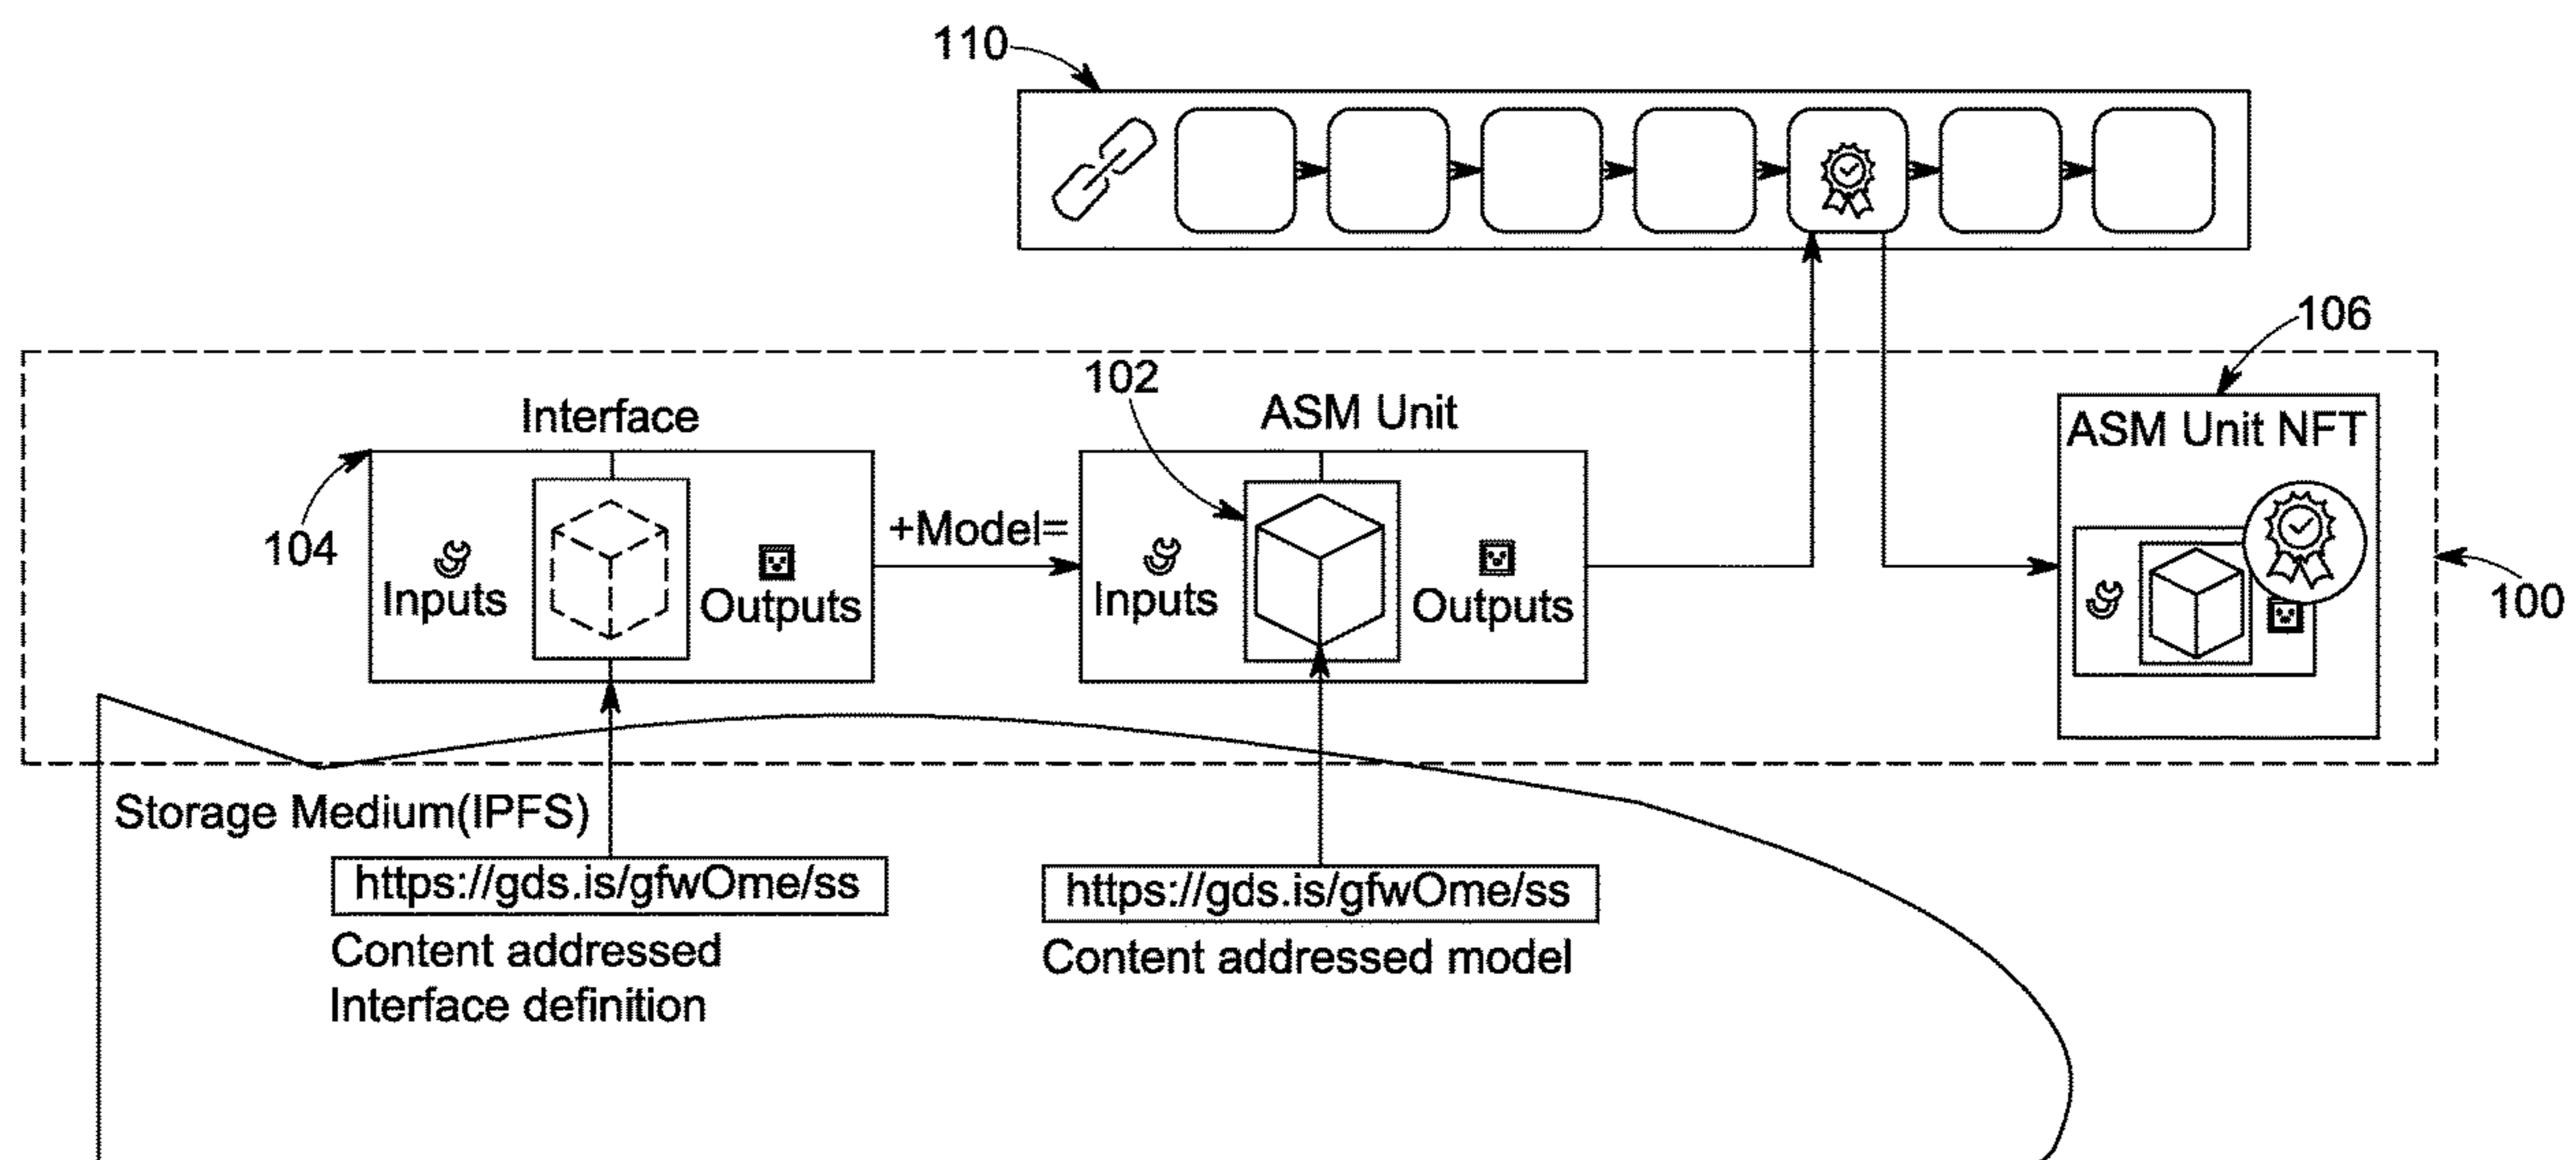 110
106
102
Interface
ASM Unit
ASM Unit NFT
104
+Model=
Inputs
Outputs
Inputs
Outputs
100
Storage Medium(IPFS)
https://gds.is/gfwOme/ss
https://gds.is/gfwOme/ss
Content addressed
Interface definition
Content addressed model